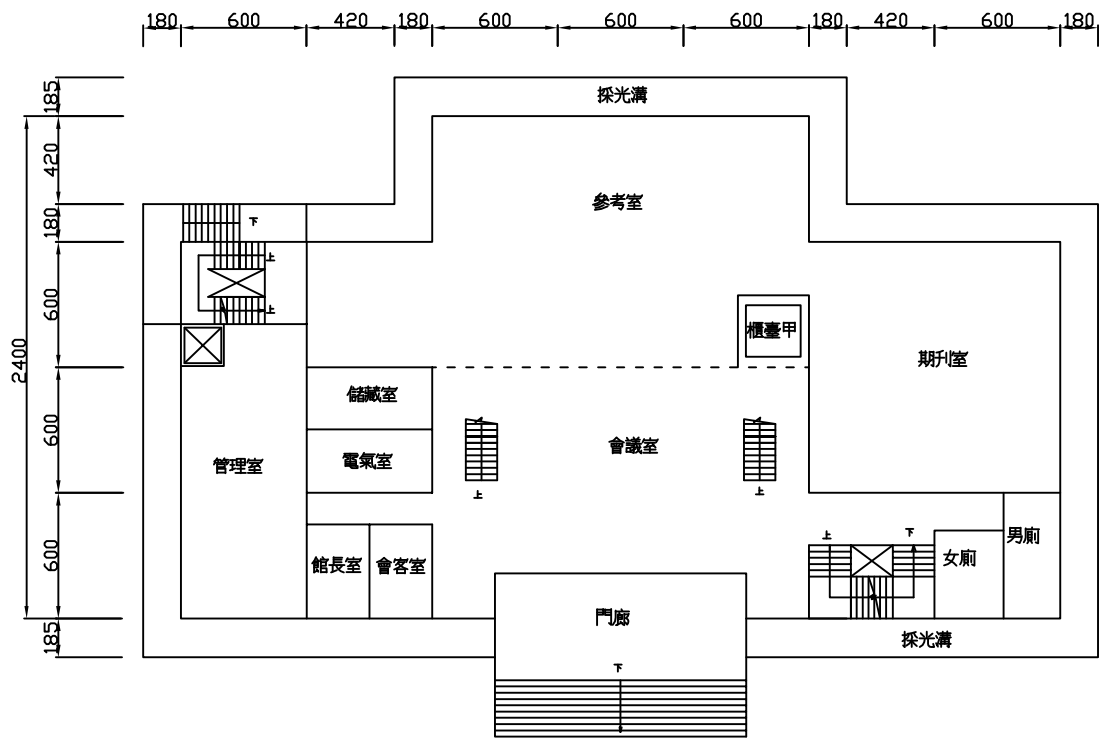 180 600 420 180 600 600 600 180 420 600 180
185
420
180
600
600
600
185
2400
採光溝
參考室
下
上
上
櫃臺甲
期刊室
儲藏室
會議室
電氣室
管理室
上
上
上
下
男廁
女廁
館長室
會客室
門廊
採光溝
下